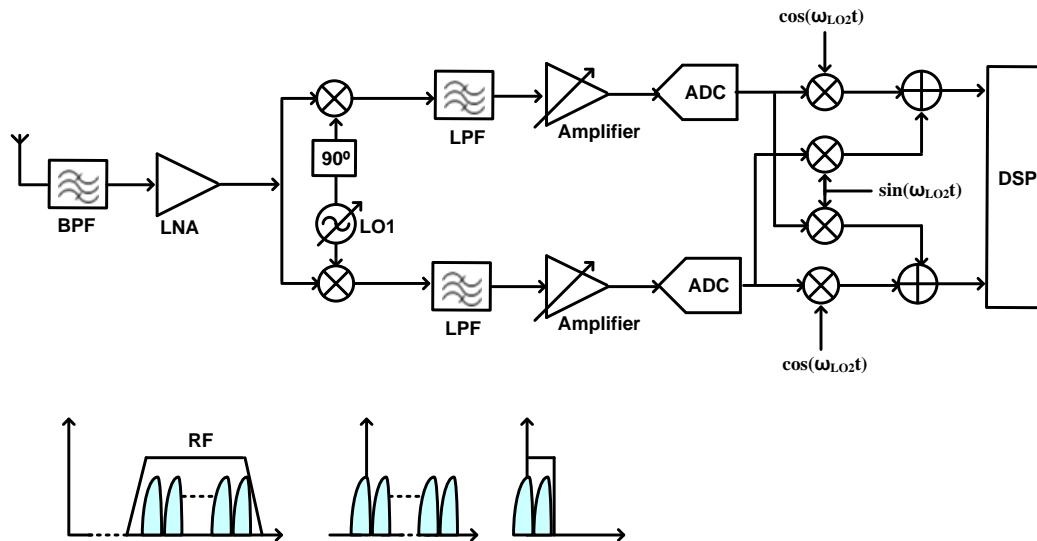 cos(ωLO2t)
ADC
LPF
Amplifier
90º
BPF
LNA
LO1
sin(ωLO2t)
DSP
ADC
LPF
Amplifier
cos(ωLO2t)
RF